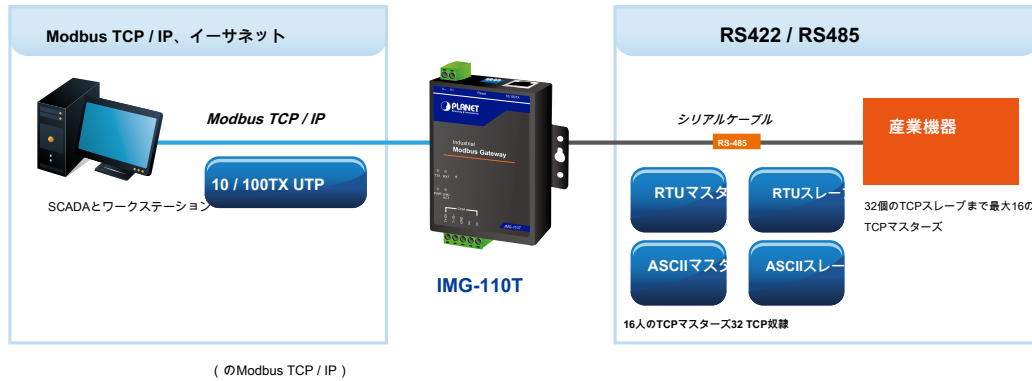 Modbus TCP / IP、イーサネット
RS422 / RS485
Modbus TCP / IP
10 / 100TX UTP
SCADAとワークステーション
PLANET
Industrial
Modbus Gateway
IMG-110T
IMG-110T
シリアルケーブル
RS-485
産業機器
RTUマスタ
RTUスレーブ
32個のTCPスレーブまで最大16の
TCPマスターズ
ASCIIマスタ
ASCIIスレー
16人のTCPマスターズ32 TCP奴隷
( のModbus TCP / IP )